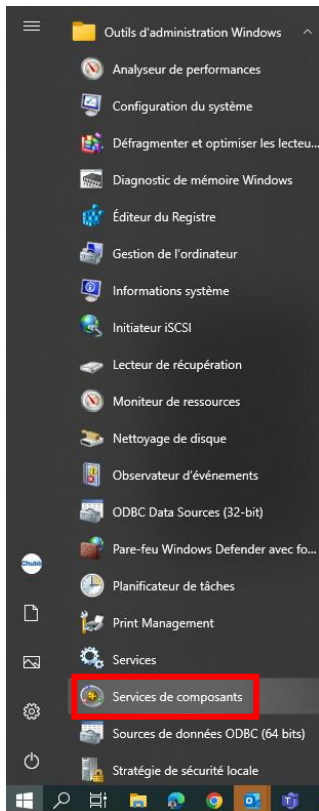 Outils d'administration Windows
Analyseur de performances
Configuration du système
Défragmenter et optimiser les lecteu...
Diagnostic de mémoire Windows
Éditeur du Registre
Gestion de l'ordinateur
Informations système
Initiateur iSCSI
Lecteur de récupération
Moniteur de ressources
Nettoyage de disque
Observateur d'événements
ODBC Data Sources (32-bit)
Pare-feu Windows Defender avec fo...
Chubb
Planificateur de tâches
Print Management
Services
Services de composants
Sources de données ODBC (64 bits)
Stratégie de sécurité locale